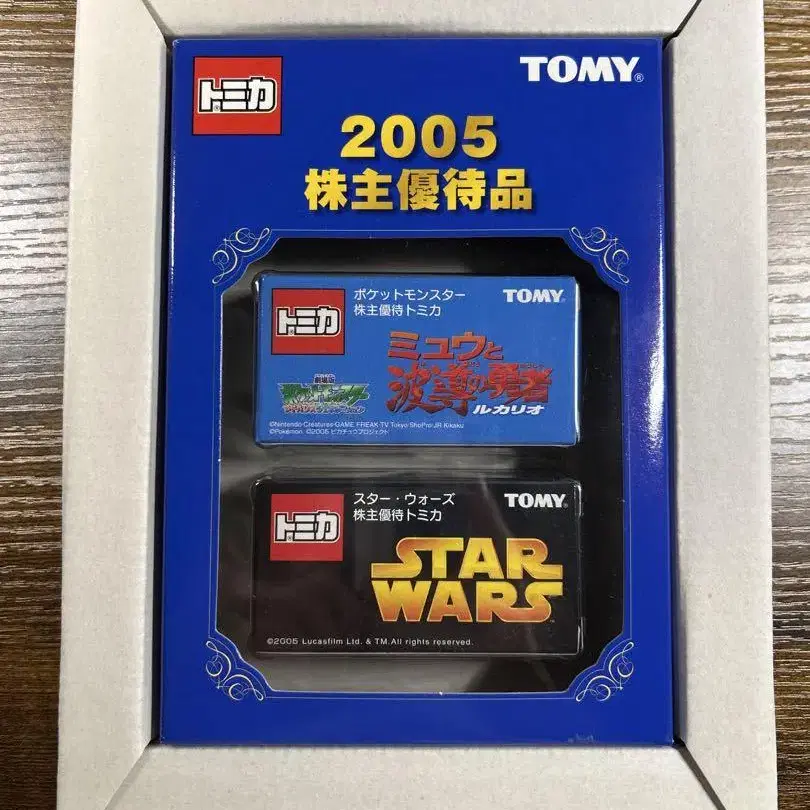 トミカ
TOMY®
2005
株主優待品
トミカ
ポケットモンスター
株主優待トミカ
TOMY
ミュウと
波導の勇者
ルカリオ
劇場版
©Nintendo·Creatures·GAME FREAK·TV Tokyo·ShoPro·JR Kikaku
©Pokémon ©2005 ピカチュウプロジェクト
トミカ
スター・ウォーズ
株主優待トミカ
TOMY
STAR
WARS
©2005 Lucasfilm Ltd. & TM.All rights reserved.